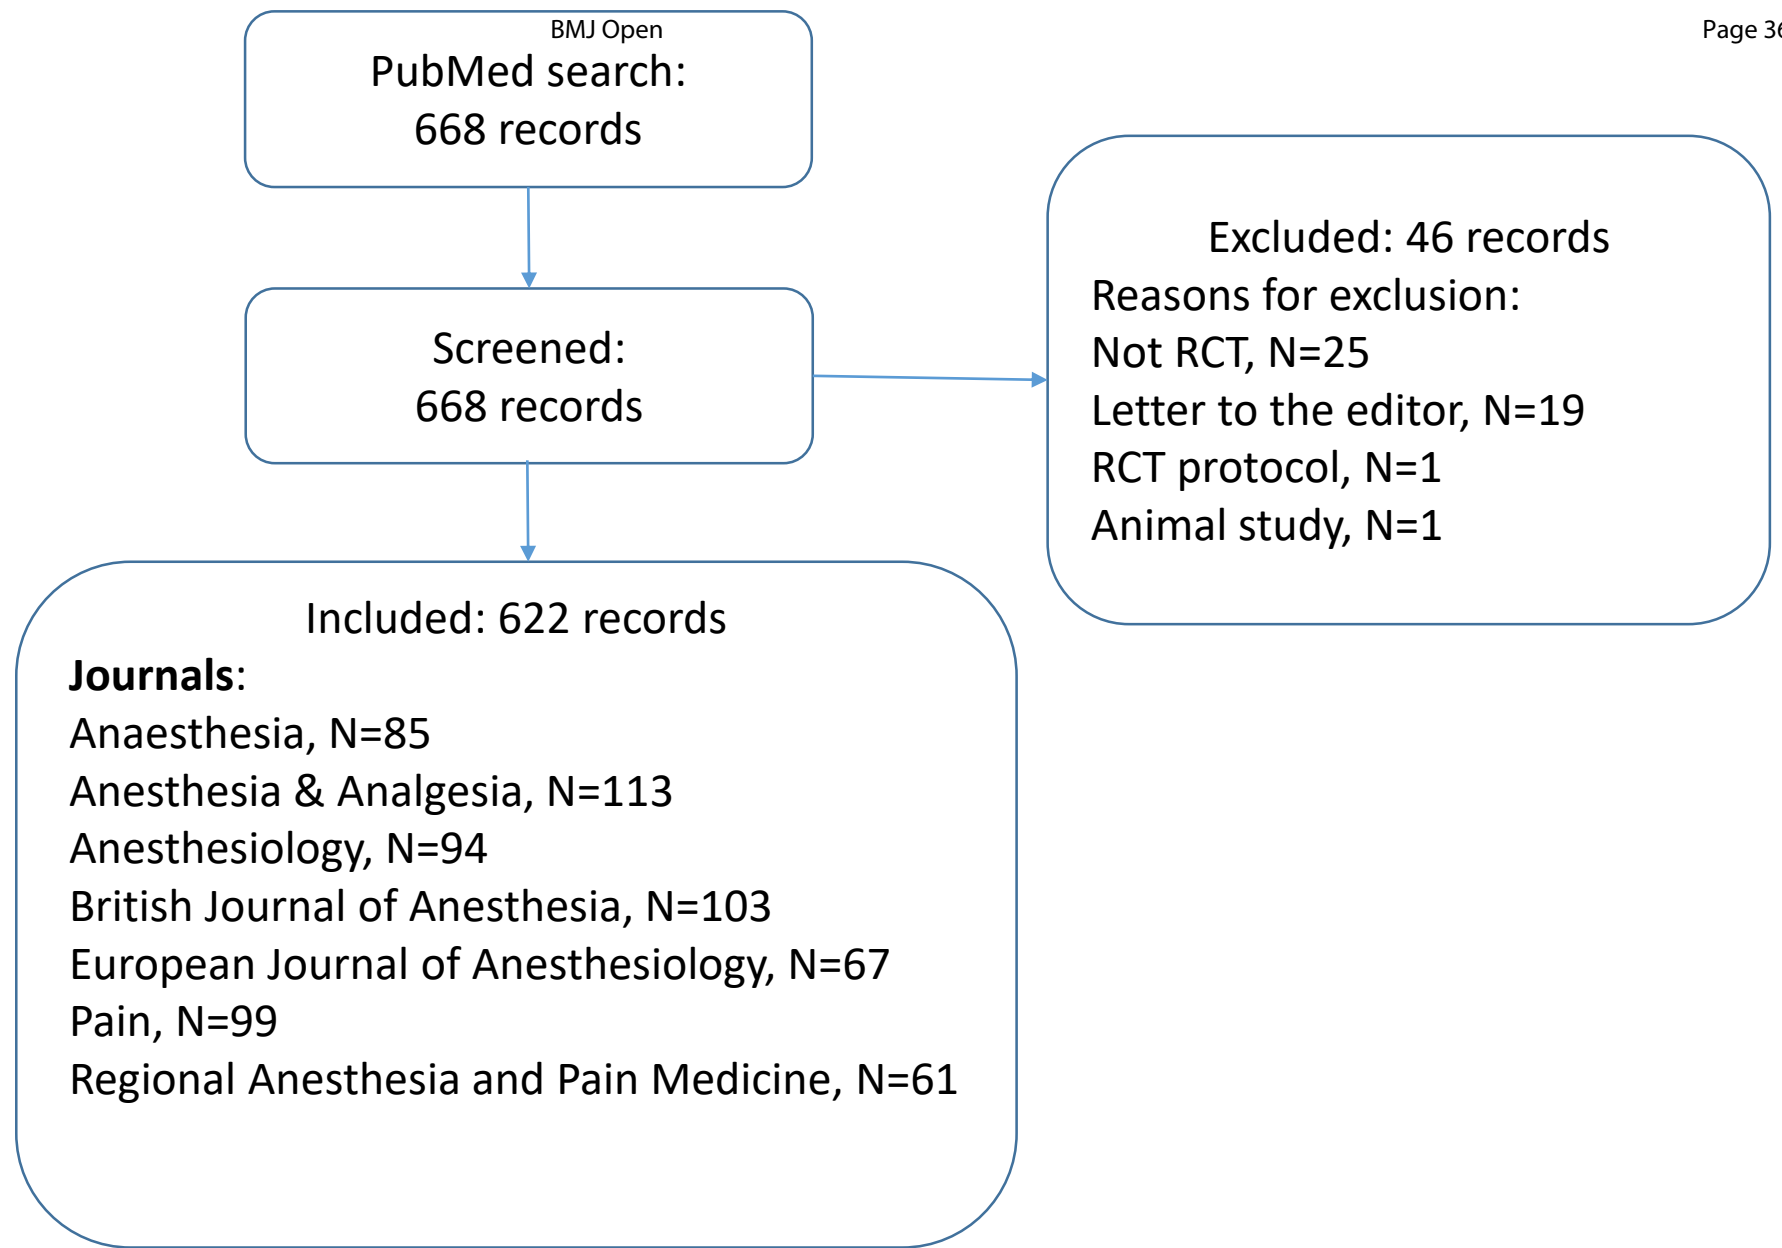 BMJ Open
Page 36
PubMed search:
668 records
Screened:
668 records
Excluded: 46 records
Reasons for exclusion:
Not RCT, N=25
Letter to the editor, N=19
RCT protocol, N=1
Animal study, N=1
Included: 622 records
Journals:
Anaesthesia, N=85
Anesthesia & Analgesia, N=113
Anesthesiology, N=94
British Journal of Anesthesia, N=103
European Journal of Anesthesiology, N=67
Pain, N=99
Regional Anesthesia and Pain Medicine, N=61